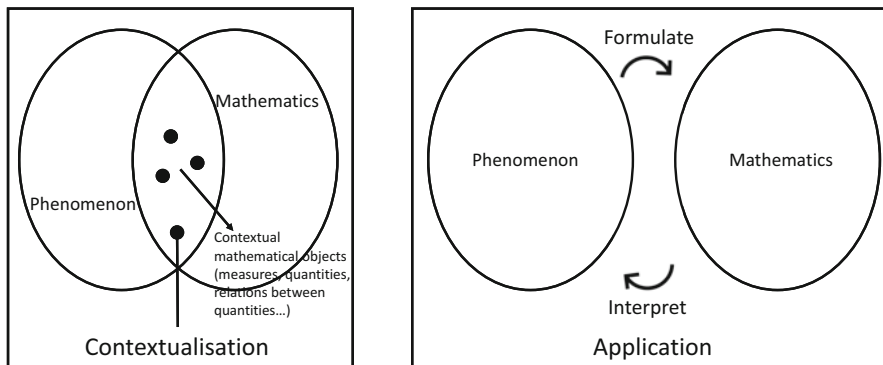 Mathematics
Phenomenon
Contextual
mathematical objects
(measures, quantities,
relations between
quantities…)
Contextualisation
Formulate
Phenomenon
Mathematics
Interpret
Application